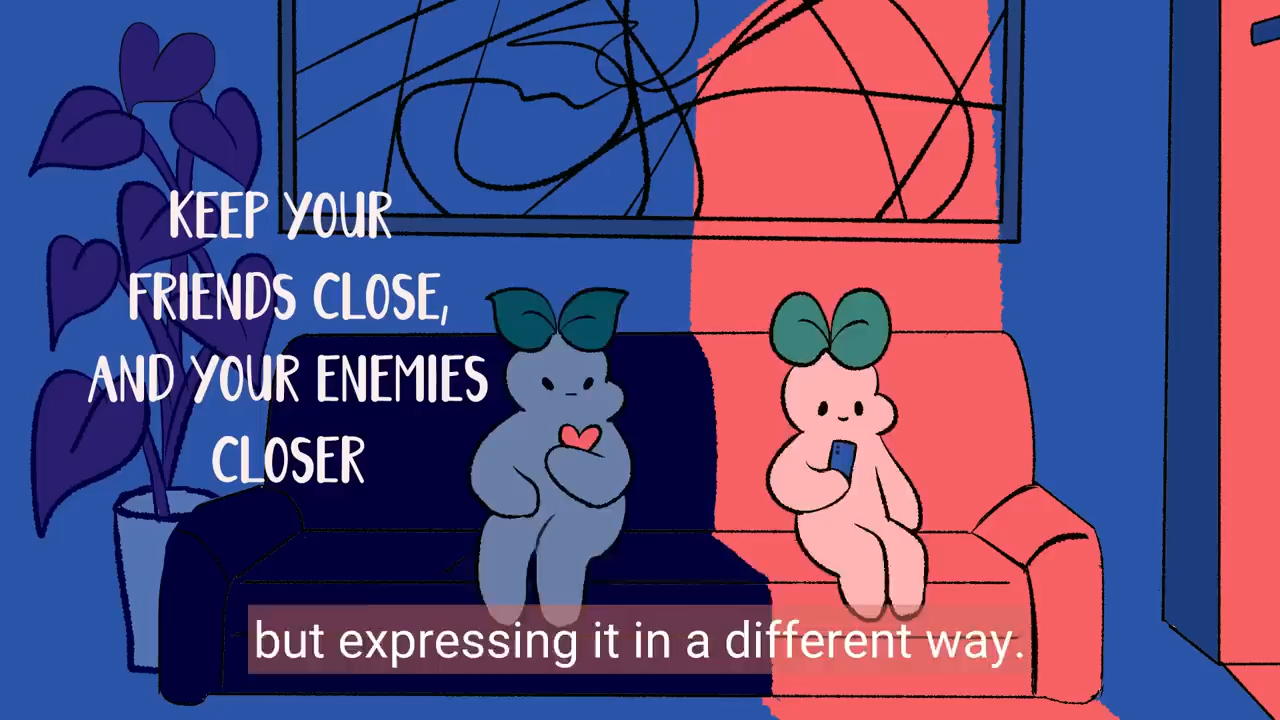 KEEP YOUR
FRIENDS CLOSE,
AND YOUR ENEMIES
CLOSER
but expressing it in a different way.